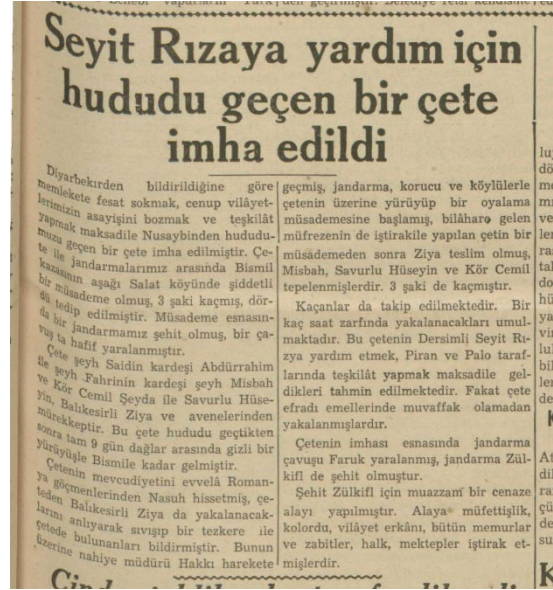 Seyit Rızaya yardım için
hududu geçen bir çete
imha edildi
Diyarbekırden bildirildiğine göre
memlekete fesat sokmak, cenup vilâyet-
lerimizin asayişini bozmak ve teşkilât
yapmak maksadile Nusaybinden hududu-
muzu geçen bir çete imha edilmiştir. Çe-
te ile jandarmalarımız arasında Bismil
kazasının aşağı Salat köyünde şiddetli
bir müsademe olmuş, 3 şaki kaçmış, dör-
dü tedip edilmiştir. Müsademe esnasın-
da bir jandarmamız şehit olmuş, bir ça-
vuş ta hafif yaralanmıştır.
Çete şeyh Saidin kardeşi Abdürrahim
ile şeyh Fahrinin kardeşi şeyh Misbah
ve Kör Cemil Şeyda ile Savurlu Hüse-
yin, Balıkesirli Ziya ve avenelerinden
mürekkeptir. Bu çete hududu geçtikten
sonra tam 9 gün dağlar arasında gizli bir
yürüyüşle Bismile kadar gelmiştir.
Çetenin mevcudiyetini evvelâ Roman-
ya göçmenlerinden Nasuh hissetmiş, çe-
teden Balıkesirli Ziya da yakalanacak-
larını anlıyarak sıvışıp bir tezkere ile
çetede bulunanları bildirmiştir. Bunun
üzerine nahiye müdürü Hakkı harekete
geçmiş, jandarma, korucu ve köylülerle
çetenin üzerine yürüyüp bir oyalama
müsademesine başlamış, bilâhare gelen
müfrezenin de iştirakile yapılan çetin bir
müsademeden sonra Ziya teslim olmuş,
Misbah, Savurlu Hüseyin ve Kör Cemil
tepelenmişlerdir. 3 şaki de kaçmıştır.
Kaçanlar da takip edilmektedir. Bir
kaç saat zarfında yakalanacakları umul-
maktadır. Bu çetenin Dersimli Seyit Rı-
zya yardım etmek, Piran ve Palo taraf-
larında teşkilât yapmak maksadile gel-
dikleri tahmin edilmektedir. Fakat çete
efradı emellerinde muvaffak olamadan
yakalanmışlardır.
Çetenin imhası esnasında jandarma
çavuşu Faruk yaralanmış, jandarma Zül-
kifl de şehit olmuştur.
Şehit Zülkifl için muazzam bir cenaze
alayı yapılmıştır. Alaya müfettişlik,
kolordu, vilâyet erkânı, bütün memurlar
ve zabitler, halk, mektepler iştirak et-
mişlerdir.